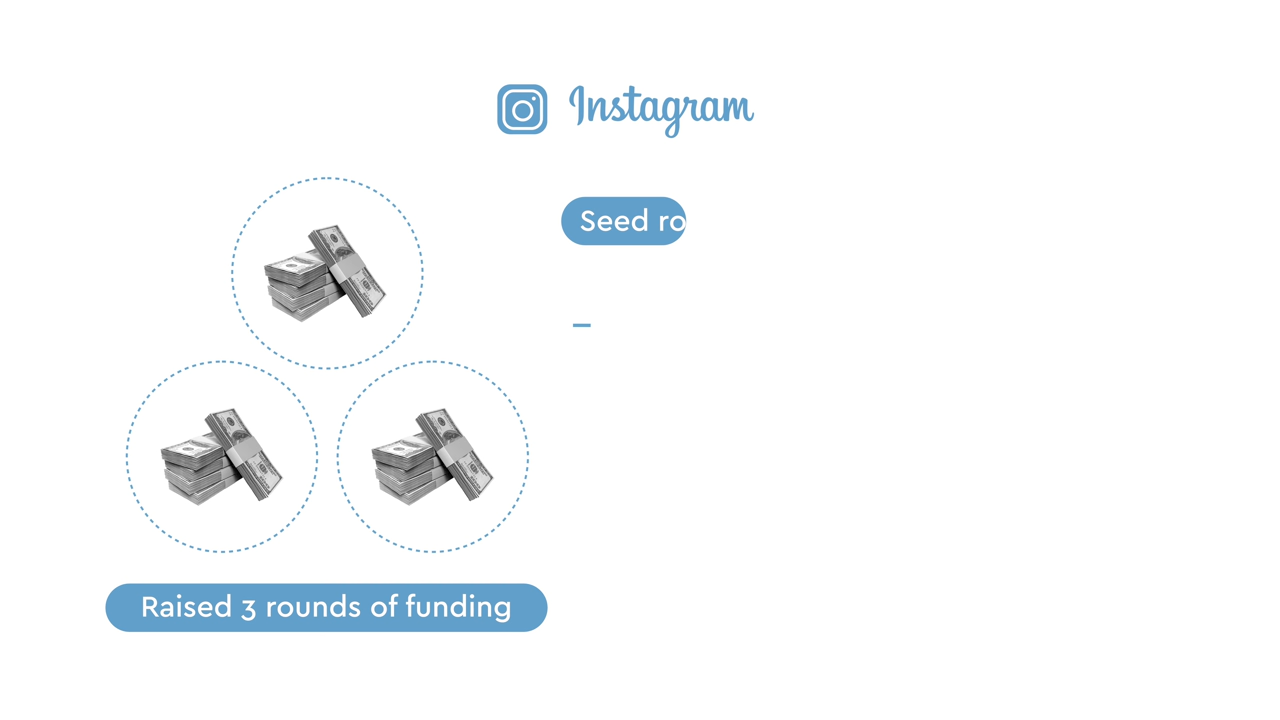 Instagram
Seed ro
–
Raised 3 rounds of funding